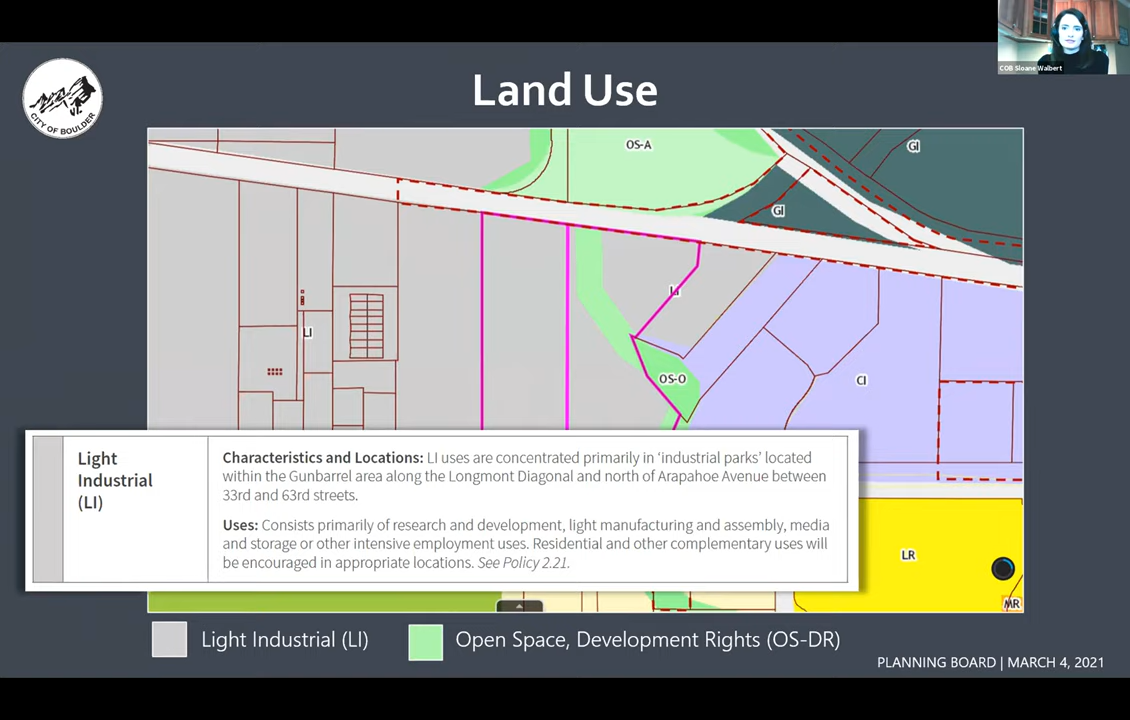 COB Sloane Walbert
CITY OF BOULDER
Land Use
OS-A
GI
GI
LI
LI
OS-O
CI
Light
Industrial
(LI)
Characteristics and Locations: LI uses are concentrated primarily in ‘industrial parks’ located
within the Gunbarrel area along the Longmont Diagonal and north of Arapahoe Avenue between
33rd and 63rd streets.
Uses: Consists primarily of research and development, light manufacturing and assembly, media
and storage or other intensive employment uses. Residential and other complementary uses will
be encouraged in appropriate locations. See Policy 2.21.
LR
MR
Light Industrial (LI)
Open Space, Development Rights (OS-DR)
PLANNING BOARD | MARCH 4, 2021